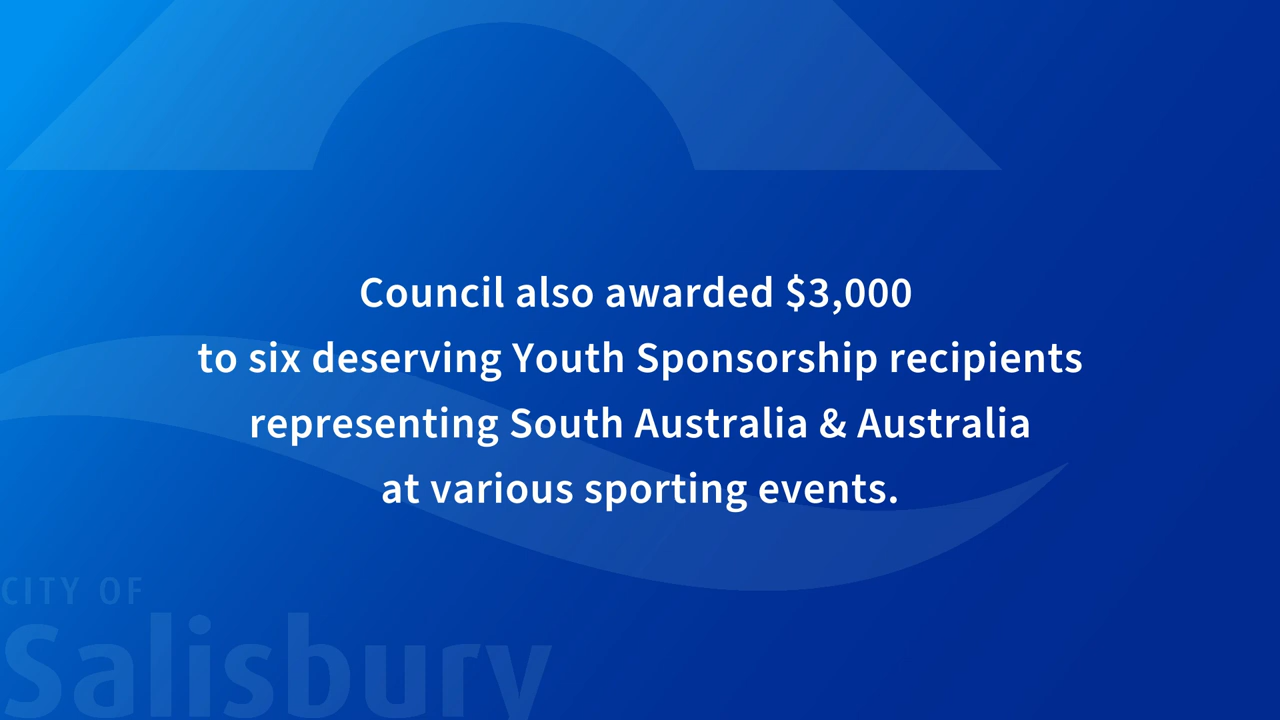 Council also awarded $3,000
to six deserving Youth Sponsorship recipients
representing South Australia & Australia
at various sporting events.
CITY OF
Salisbury